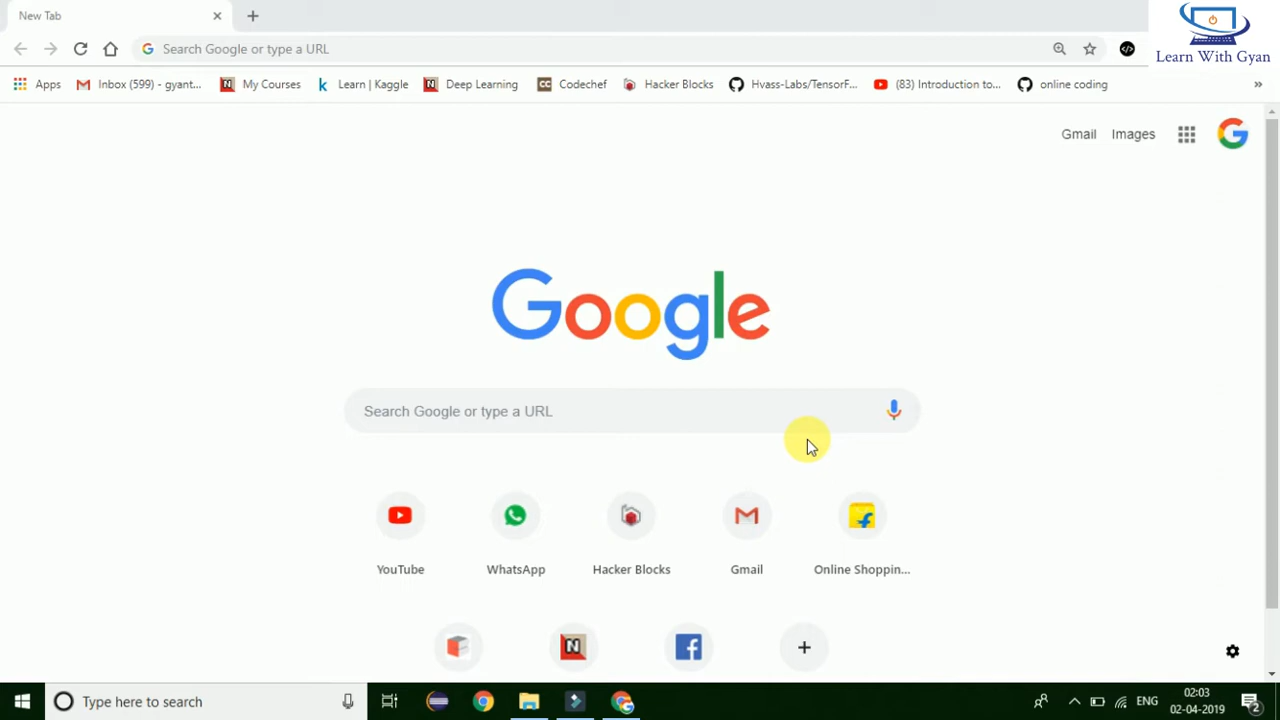 New Tab
Learn With Gyan
Search Google or type a URL
Apps
Inbox (599) - gyant...
My Courses
Learn | Kaggle
Deep Learning
Codechef
Hacker Blocks
Hvass-Labs/TensorF...
(83) Introduction to...
online coding
Gmail Images
Google
Search Google or type a URL
YouTube
WhatsApp
Hacker Blocks
Gmail
Online Shoppin...
Type here to search
ENG
02:03
02-04-2019
2